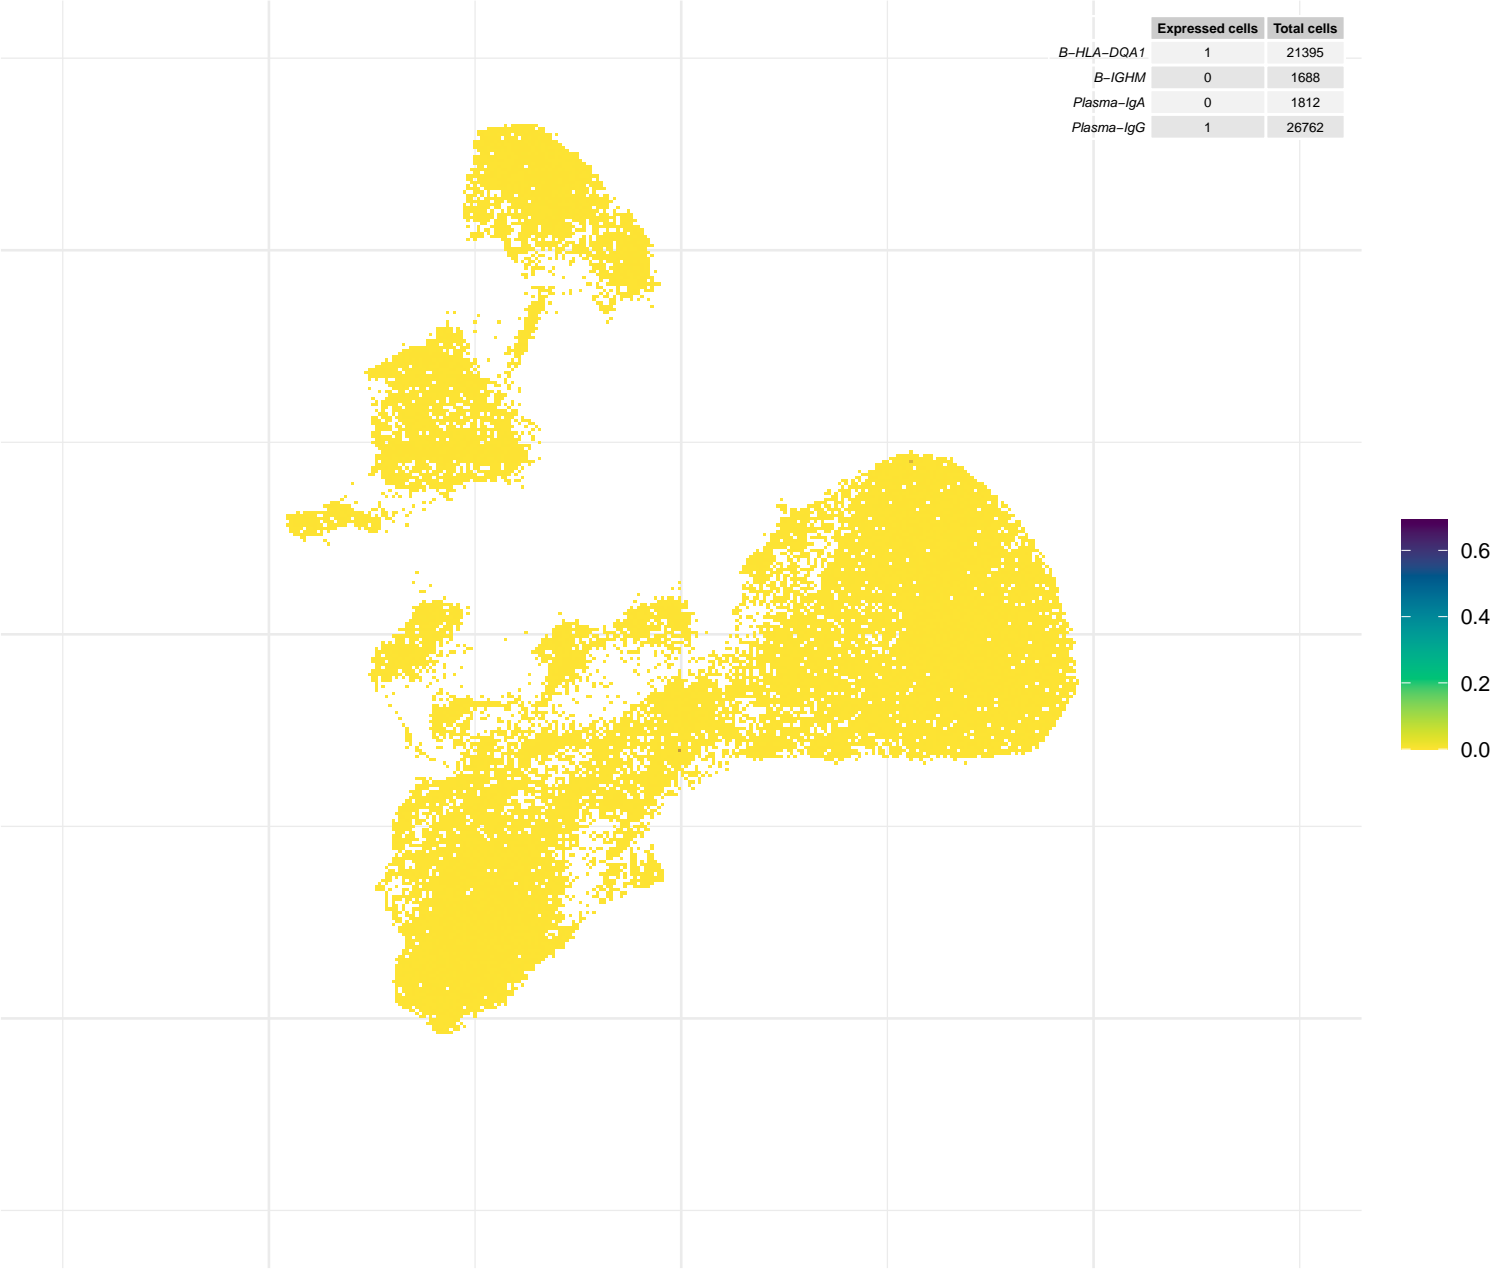 Expressed cells Total cells
B−HLA−DQA1 1 21395
B−IGHM 0 1688
Plasma−IgA 0 1812
Plasma−IgG 1 26762
0.6
0.4
0.2
0.0